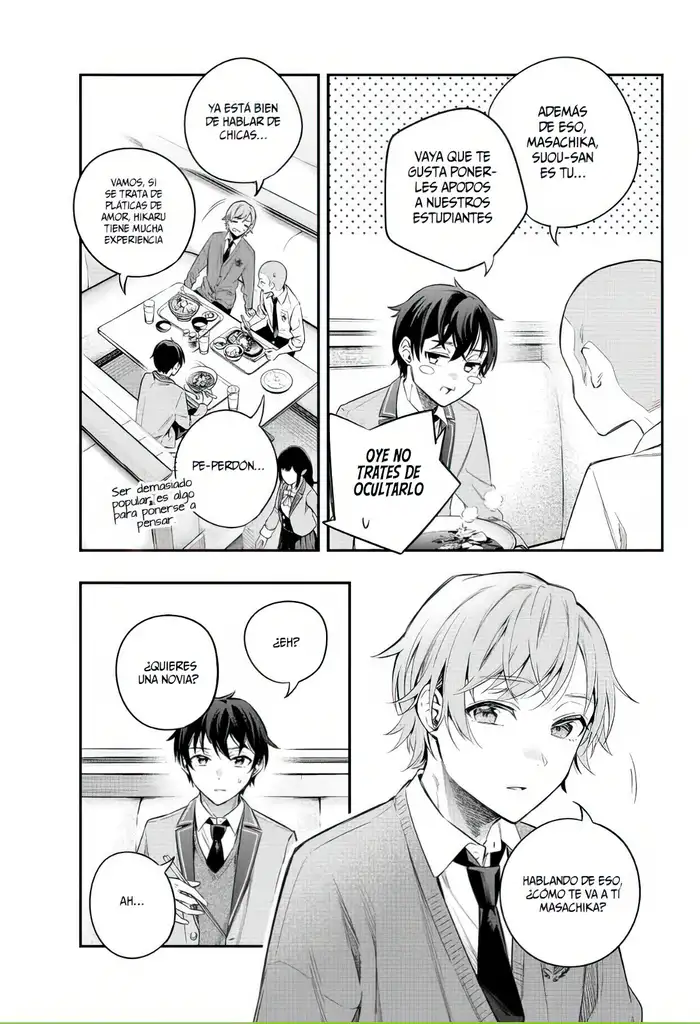 ADEMÁS
DE ESO,
MASACHIKA,
SUOU-SAN
ES TU...
VAYA QUE TE
GUSTA PONER-
LES APODOS
A NUESTROS
ESTUDIANTES
OYE NO
TRATES DE
OCULTARLO
YA ESTÁ BIEN
DE HABLAR DE
CHICAS...
VAMOS, SI
SE TRATA DE
PLÁTICAS DE
AMOR, HIKARU
TIENE MUCHA
EXPERIENCIA
PE-PERDÓN...
Ser demasiado
popular, es algo
para ponerse a
pensar.
HABLANDO DE ESO,
¿CÓMO TE VA A TÍ
MASACHIKA?
¿EH?
¿QUIERES
UNA NOVIA?
AH...